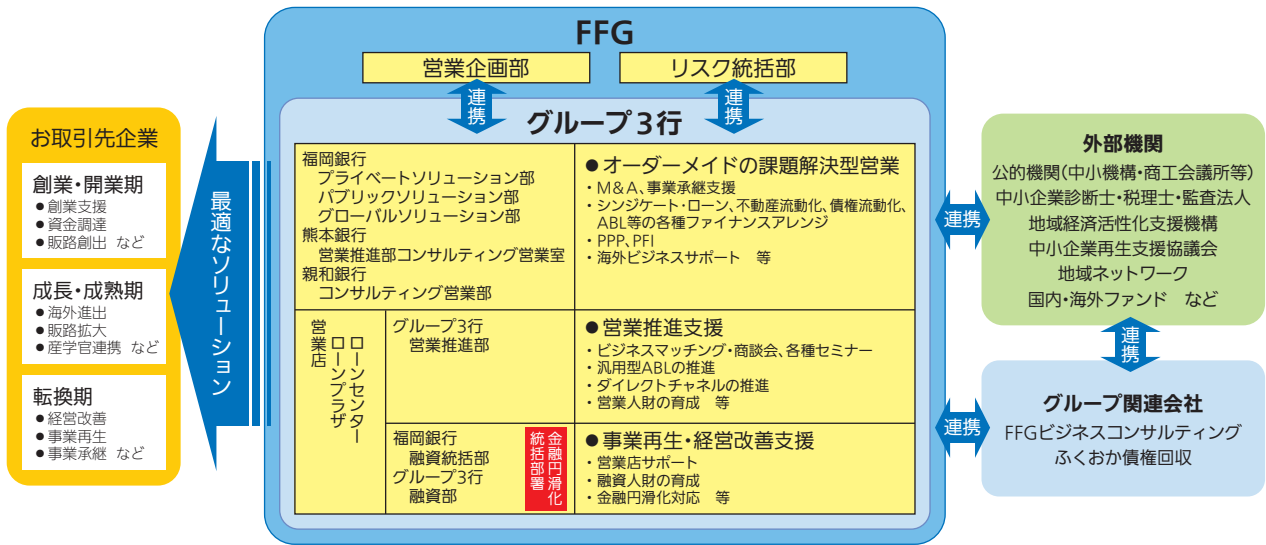 FFG
営業企画部
リスク統括部
連携
連携
グループ3行
お取引先企業
創業・開業期
●創業支援
●資金調達
●販路創出 など
成長・成熟期
●海外進出
●販路拡大
●産学官連携 など
転換期
●経営改善
●事業再生
●事業承継 など
最適なソリューション
福岡銀行
プライベートソリューション部
パブリックソリューション部
グローバルソリューション部
熊本銀行
営業推進部コンサルティング営業室
親和銀行
コンサルティング営業部
●オーダーメイドの課題解決型営業
・M&A、事業承継支援
・シンジケート・ローン、不動産流動化、債権流動化、
ABL等の各種ファイナンスアレンジ
・PPP、PFI
・海外ビジネスサポート 等
営業店
ローンセンター
ローンプラザ
グループ3行
営業推進部
●営業推進支援
・ビジネスマッチング・商談会、各種セミナー
・汎用型ABLの推進
・ダイレクトチャネルの推進
・営業人財の育成 等
福岡銀行
融資統括部
グループ3行
融資部
金融円滑化
統括部署
●事業再生・経営改善支援
・営業店サポート
・融資人財の育成
・金融円滑化対応 等
連携
連携
外部機関
公的機関(中小機構・商工会議所等)
中小企業診断士・税理士・監査法人
地域経済活性化支援機構
中小企業再生支援協議会
地域ネットワーク
国内・海外ファンド など
連携
グループ関連会社
FFGビジネスコンサルティング
ふくおか債権回収